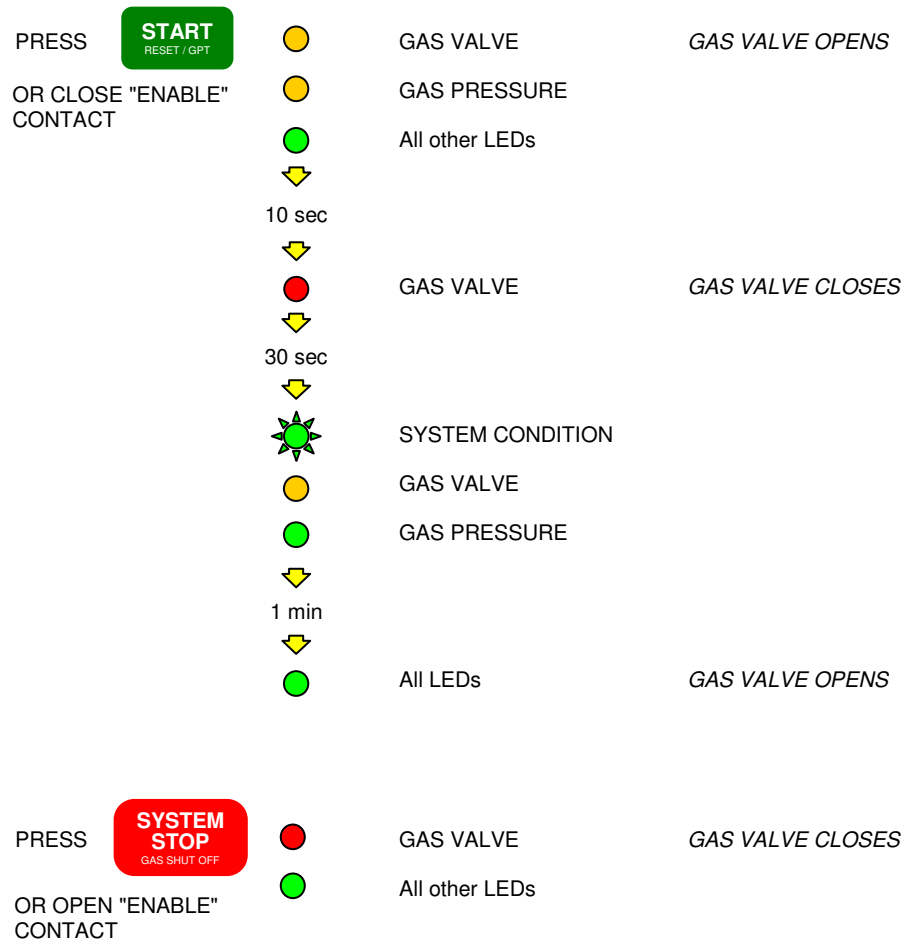 PRESS START GAS VALVE GAS VALVE OPENS
RESET / GPT
OR CLOSE "ENABLE" GAS PRESSURE
CONTACT
All other LEDs
10 sec
GAS VALVE GAS VALVE CLOSES
30 sec
SYSTEM CONDITION
GAS VALVE
GAS PRESSURE
1 min
All LEDs GAS VALVE OPENS
SYSTEM
PRESS STOP GAS VALVE GAS VALVE CLOSES
GAS SHUT OFF
All other LEDs
OR OPEN "ENABLE"
CONTACT